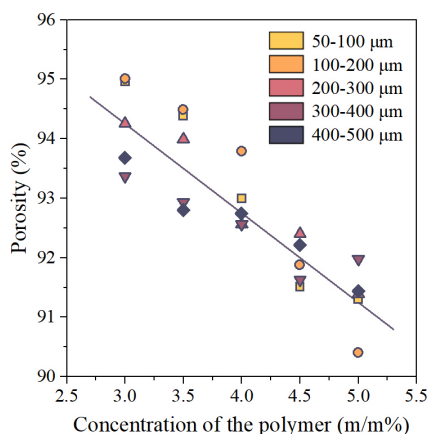 96
95
94
93
92
91
90
Porosity (%)
50-100 μm
100-200 μm
200-300 μm
300-400 μm
400-500 μm
2.5 3.0 3.5 4.0 4.5 5.0 5.5
Concentration of the polymer (m/m%)